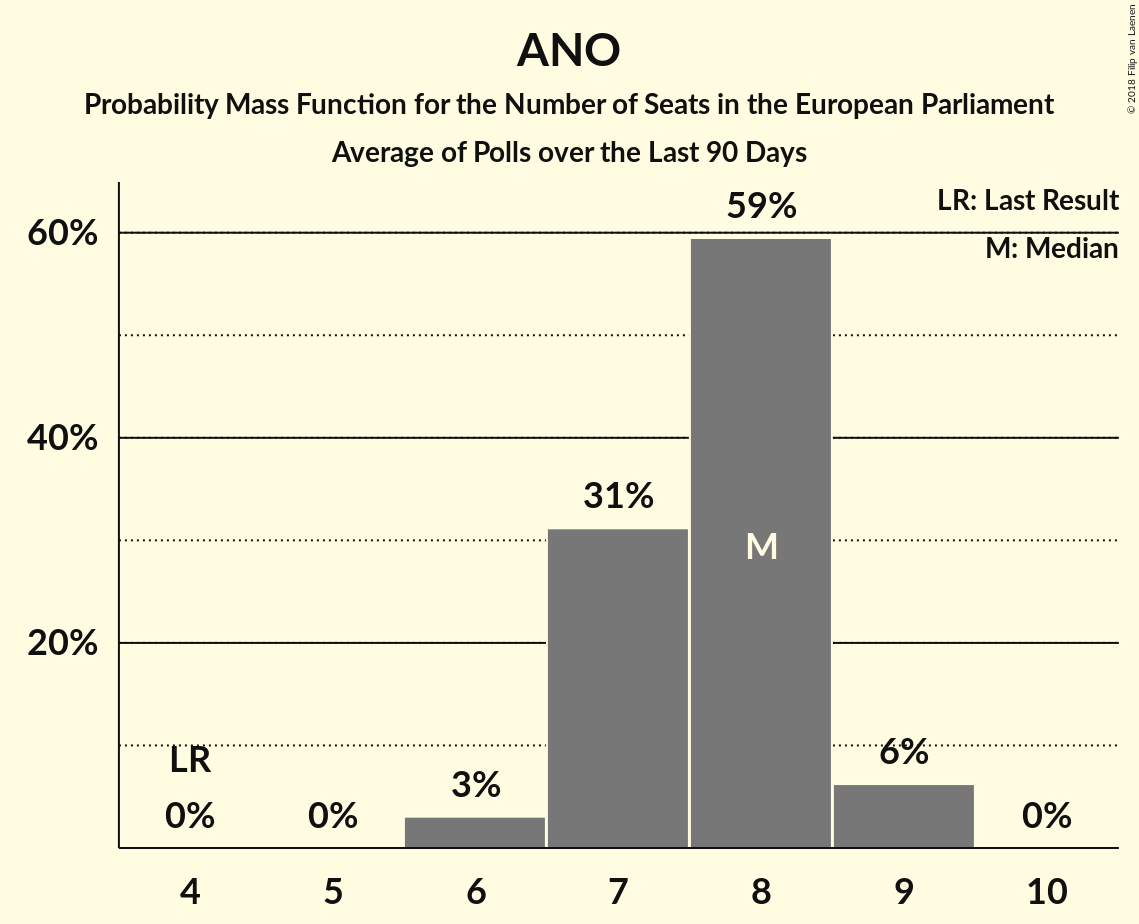 ANO
Probability Mass Function for the Number of Seats in the European Parliament
Average of Polls over the Last 90 Days
© 2018 Filip van Laenen
LR: Last Result
M: Median
60%
40%
20%
LR
0%
0%
3%
31%
59%
M
6%
0%
4 5 6 7 8 9 10